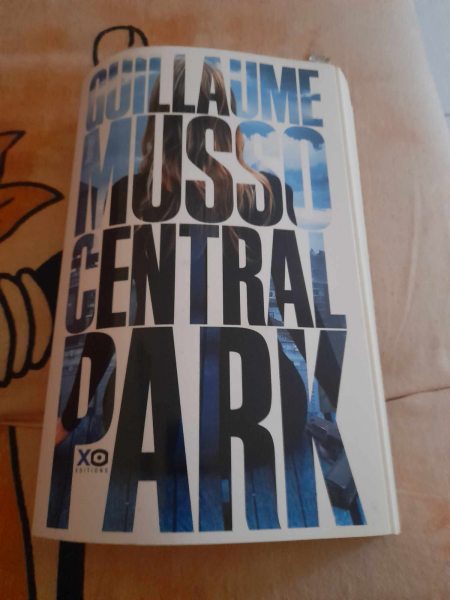 GUILLAUME
MUSSO
CENTRAL
PARK
XO
EDITIONS